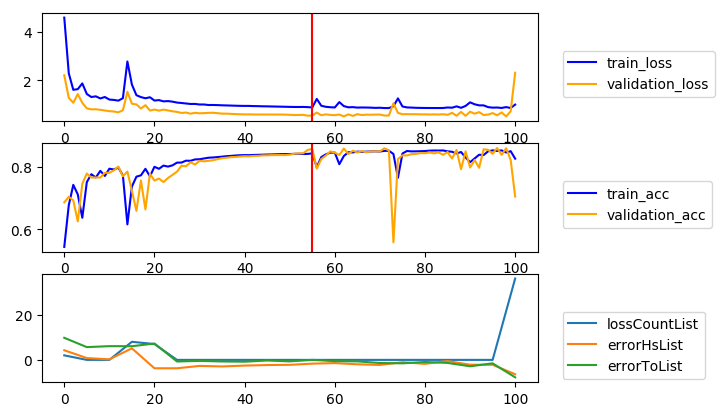 4
2
0 20 40 60 80 100
train_loss
validation_loss
0.8
0.6
0 20 40 60 80 100
train_acc
validation_acc
20
0
0 20 40 60 80 100
lossCountList
errorHsList
errorToList